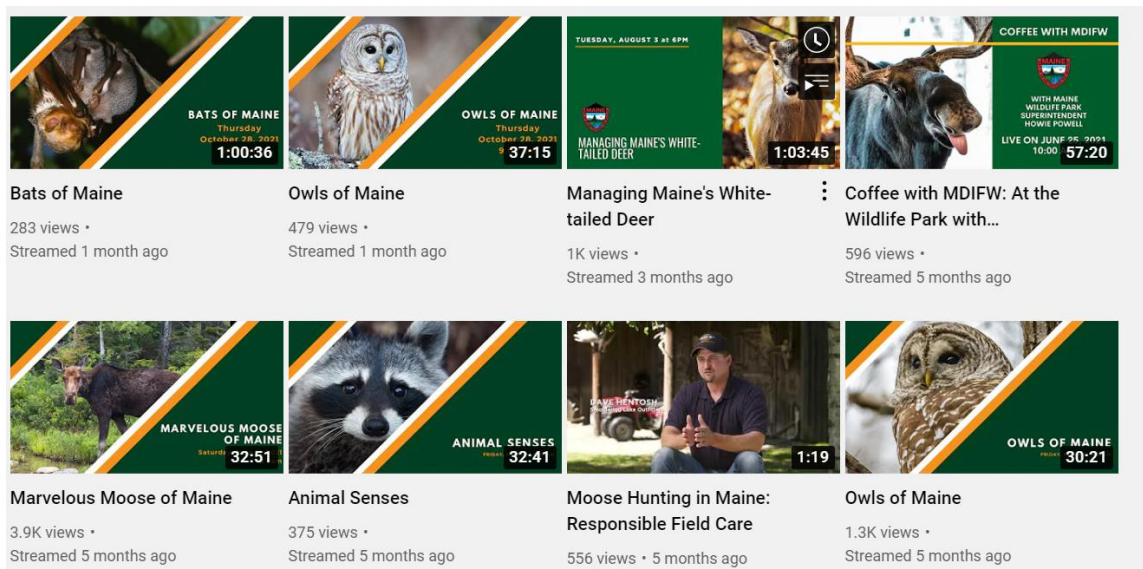 BATS OF MAINE
Thursday
October 28, 2021
1:00:36
OWLS OF MAINE
Thursday
October 28, 2021
37:15
TUESDAY, AUGUST 3 at 6PM
MAINE
MANAGING MAINE'S WHITE-
TAILED DEER
1:03:45
COFFEE WITH MDIFW
MAINE
WITH MAINE
WILDLIFE PARK
SUPERINTENDENT
HOWIE POWELL
LIVE ON JUNE 25, 2021
10:00
57:20
Bats of Maine
283 views •
Streamed 1 month ago
Owls of Maine
479 views •
Streamed 1 month ago
Managing Maine's White-
tailed Deer
1K views •
Streamed 3 months ago
Coffee with MDIFW: At the
Wildlife Park with...
596 views •
Streamed 5 months ago
MARVELOUS MOOSE
OF MAINE
32:51
ANIMAL SENSES
32:41
DAVE HENTOSH
1:19
OWLS OF MAINE
30:21
Marvelous Moose of Maine
3.9K views •
Streamed 5 months ago
Animal Senses
375 views •
Streamed 5 months ago
Moose Hunting in Maine:
Responsible Field Care
556 views • 5 months ago
Owls of Maine
1.3K views •
Streamed 5 months ago